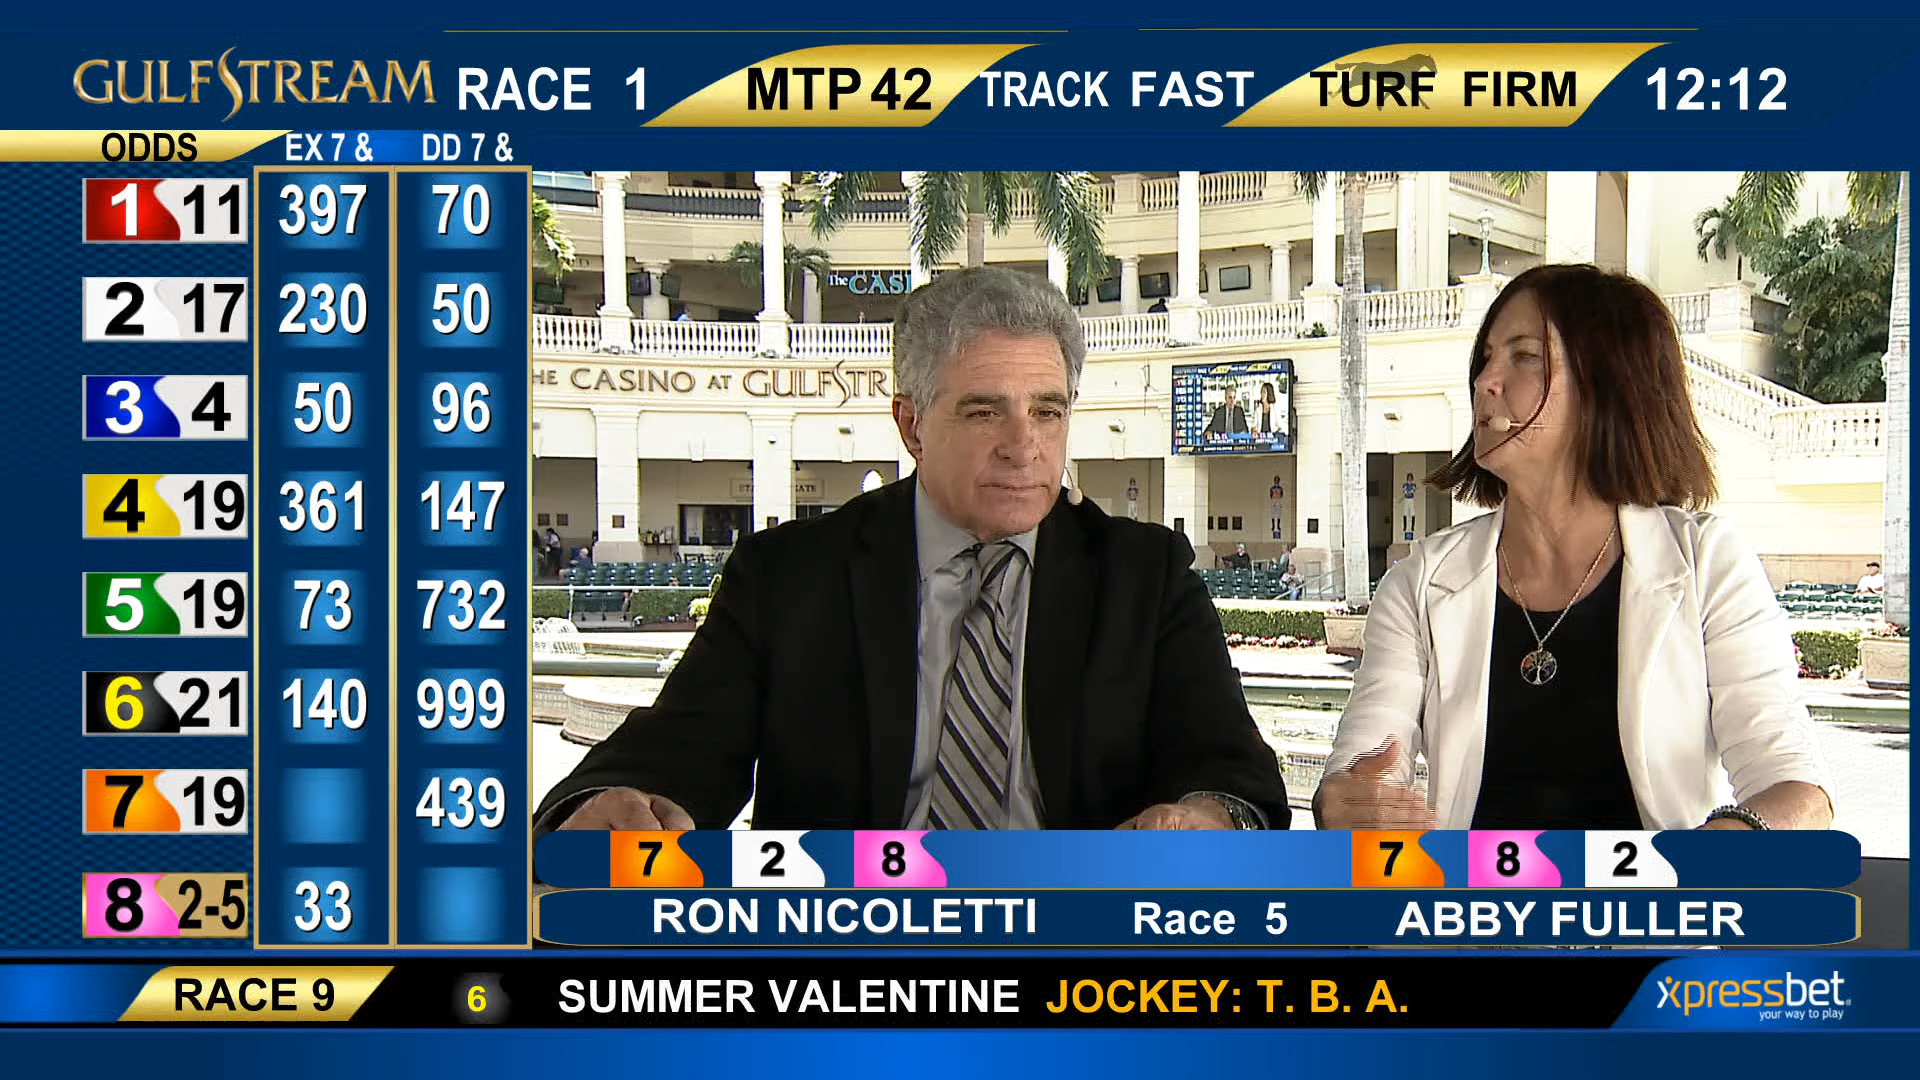 GULFSTREAM RACE 1 MTP 42 TRACK FAST TURF FIRM 12:12
ODDS EX 7 & DD 7 &
1 11 397 70
2 17 230 50
3 4 50 96
4 19 361 147
5 19 73 732
6 21 140 999
7 19 439
8 2-5 33
The CASI
HE CASINO AT GULFSTR
7 2 8 7 8 2
RON NICOLETTI Race 5 ABBY FULLER
RACE 9 6 SUMMER VALENTINE JOCKEY: T. B. A.
xpressbet
your way to play